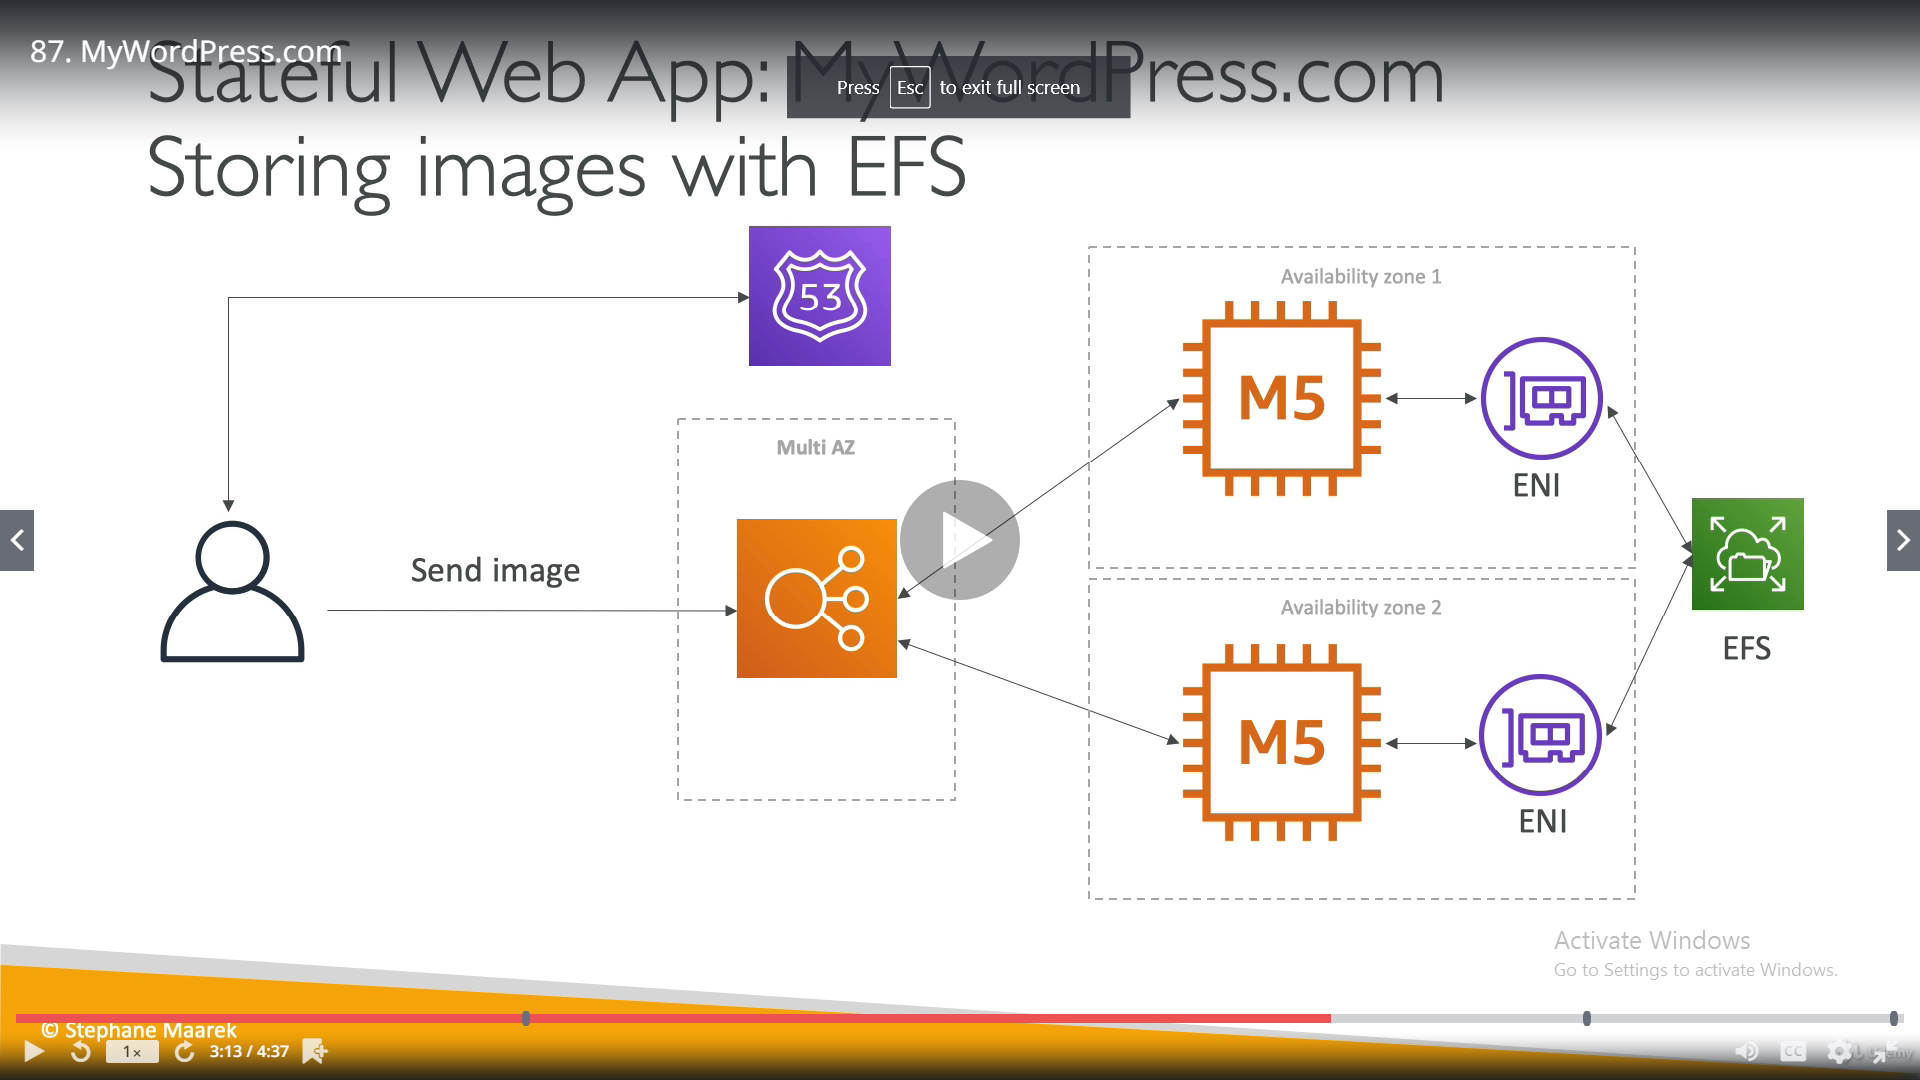 87. MyWordPress.com
Stateful Web App: MyWordPress.com
Press Esc to exit full screen
Storing images with EFS
53
Availability zone 1
M5
ENI
Multi AZ
Send image
Availability zone 2
EFS
M5
ENI
Activate Windows
Go to Settings to activate Windows.
© Stephane Maarek
1×
3:13 / 4:37
CC